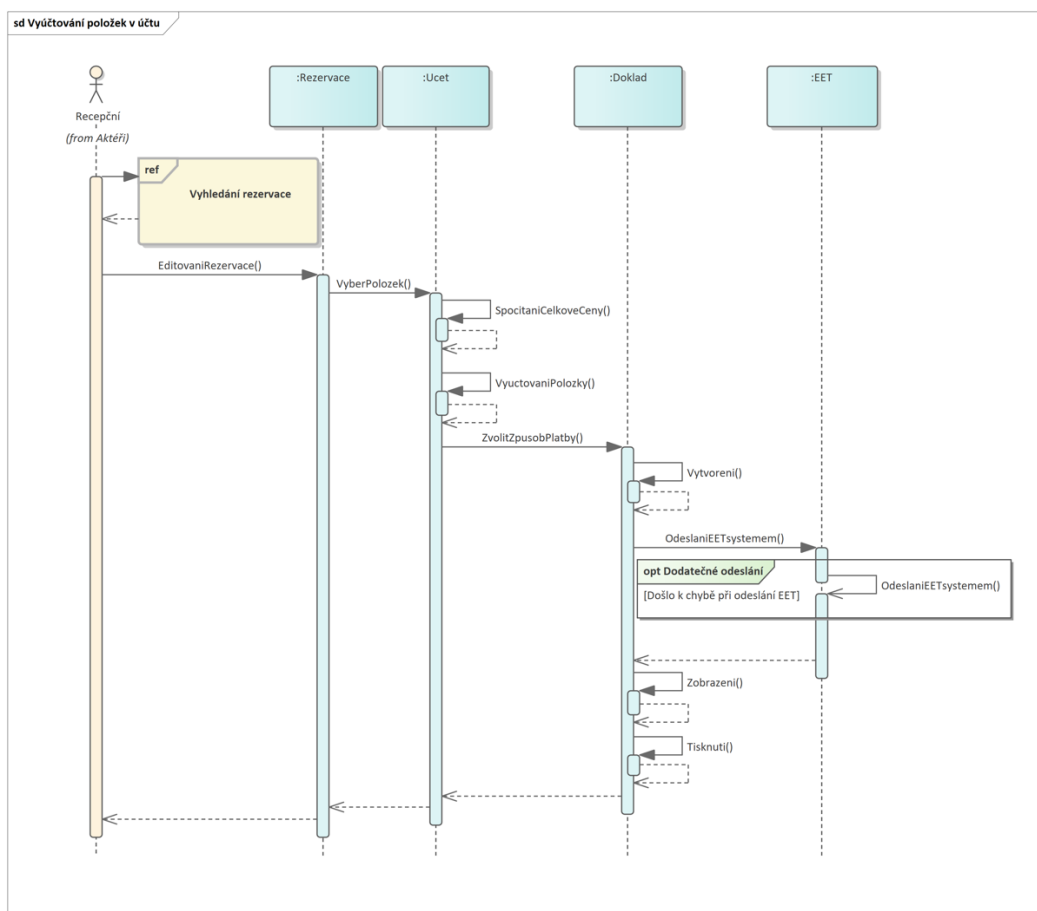 sd Vyúčtování položek v účtu
:Rezervace
:Ucet
:Doklad
:EET
Recepční
(from Aktéři)
ref
Vyhledání rezervace
EditovaniRezervace()
VyberPolozek()
SpocitaniCelkoveCeny()
VyuctovaniPolozky()
ZvolitZpusobPlatby()
Vytvoreni()
OdeslaniEETsystemem()
opt Dodatečné odeslání
[Došlo k chybě při odeslání EET]
OdeslaniEETsystemem()
Zobrazeni()
Tisknuti()